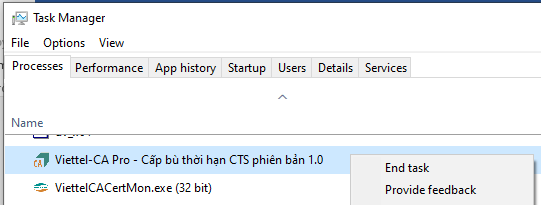 Task Manager
File Options View
Processes Performance App history Startup Users Details Services
Name
Viettel-CA Pro - Cấp bù thời hạn CTS phiên bản 1.0
End task
ViettelCACertMon.exe (32 bit)
Provide feedback